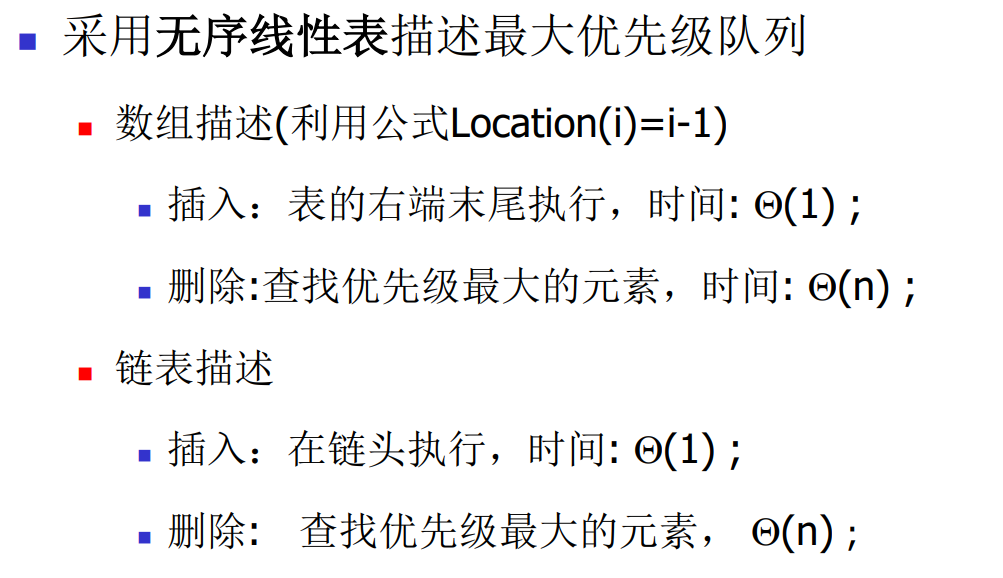 采用无序线性表描述最大优先级队列
数组描述(利用公式Location(i)=i-1)
插入：表的右端末尾执行，时间: Θ(1) ;
删除:查找优先级最大的元素，时间: Θ(n) ;
链表描述
插入：在链头执行，时间: Θ(1) ;
删除: 查找优先级最大的元素， Θ(n) ;